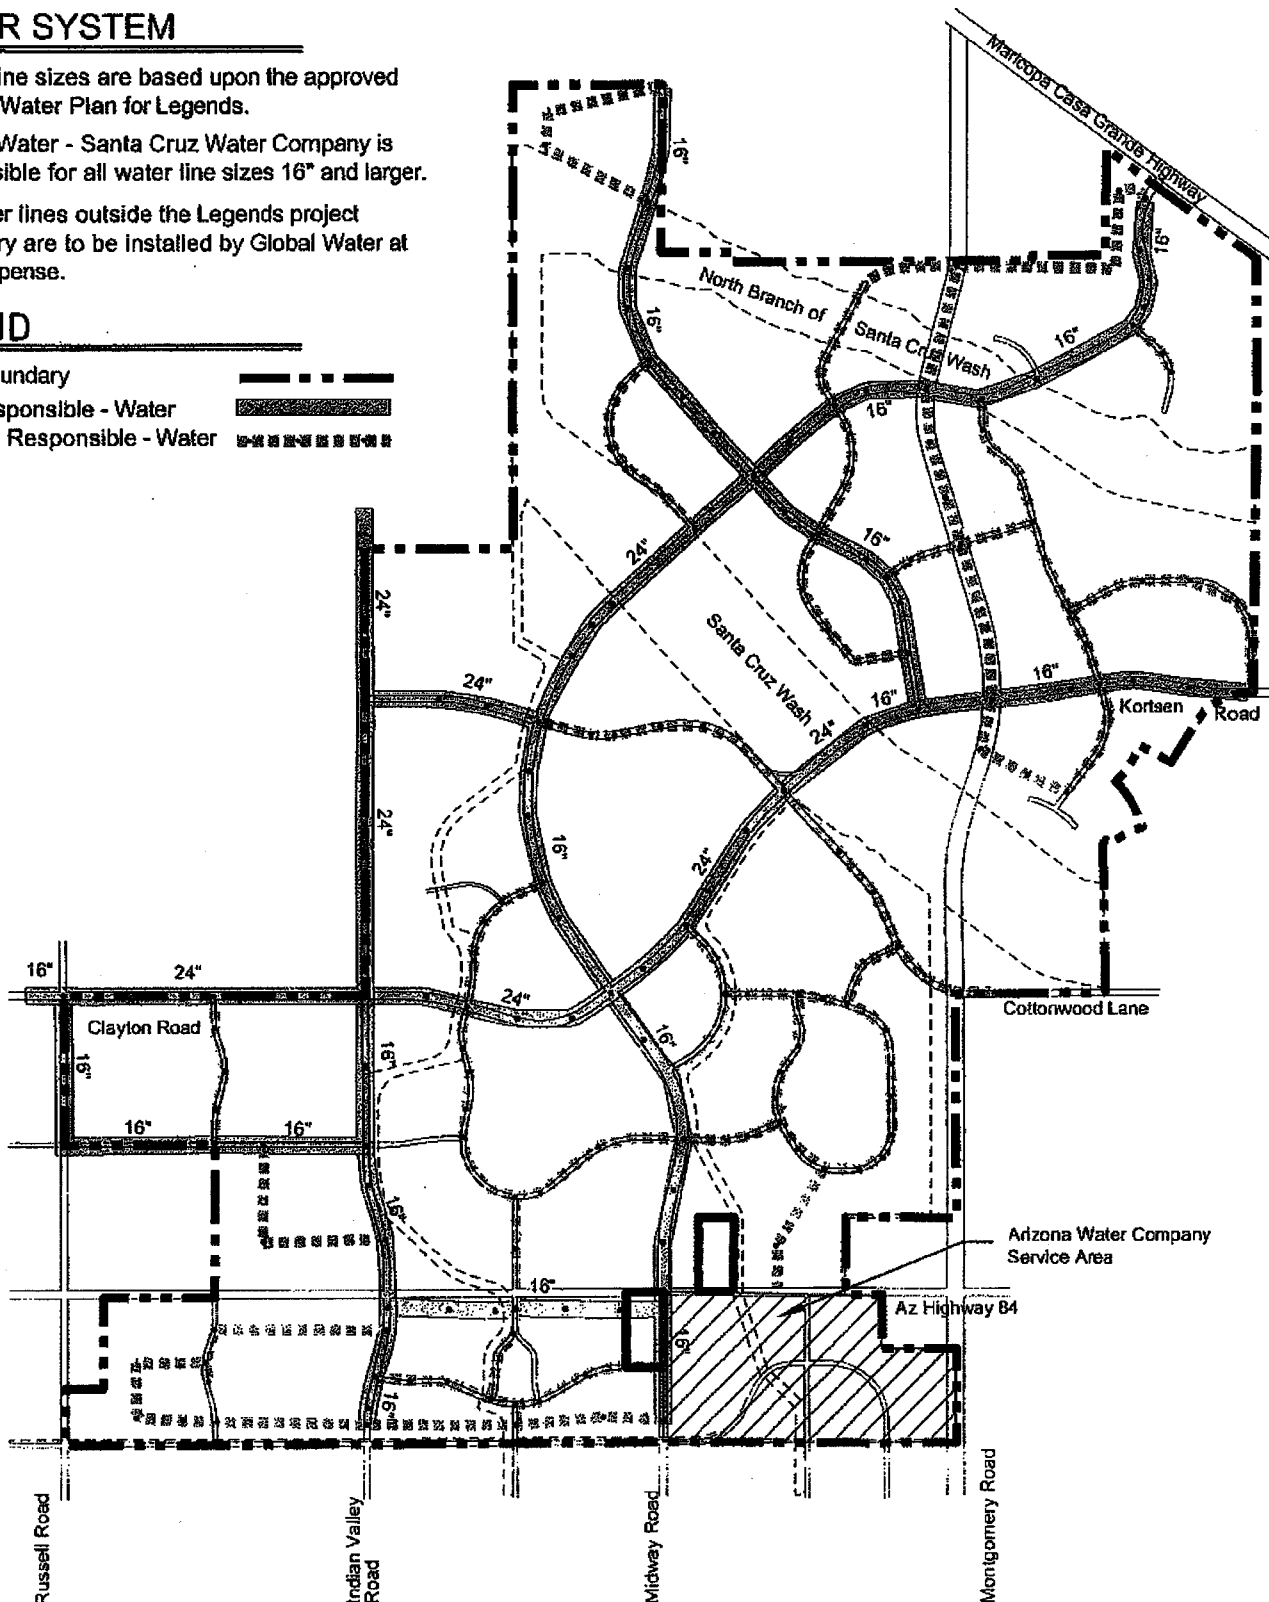 R SYSTEM
ine sizes are based upon the approved
Water Plan for Legends.
Water - Santa Cruz Water Company is
sible for all water line sizes 16" and larger.
er lines outside the Legends project
ry are to be installed by Global Water at
pense.
ND
undary
sponsible - Water
Responsible - Water
Maricopa Casa Grande Highway
16"
16"
North Branch of
Santa Cruz Wash
16"
16"
16"
16"
24"
24"
Santa Cruz Wash
24"
16"
16"
Kortsen
Road
24"
24"
16"
24"
16"
24"
24"
Clayton Road
16"
16"
16"
Cottonwood Lane
16"
16"
16"
Arizona Water Company
Service Area
16"
Az Highway 84
16"
16"
Russell Road
Indian Valley
Road
Midway Road
Montgomery Road